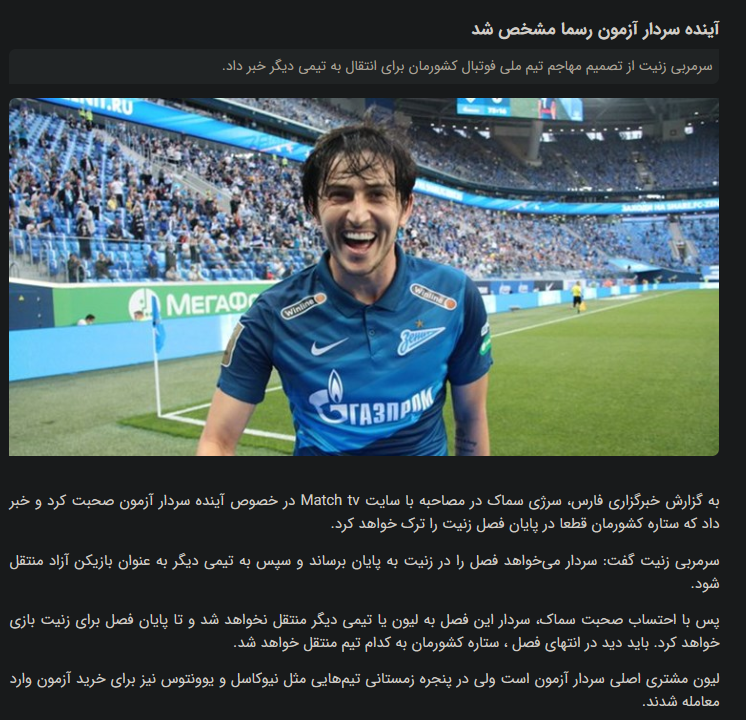 آینده سردار آزمون رسما مشخص شد
سرمربی زنیت از تصمیم مهاجم تیم ملی فوتبال کشورمان برای انتقال به تیمی دیگر خبر داد.
NIT.RU
МЕГАФО
Winline
Winline
Зенит
ГАЗПРОМ
به گزارش خبرگزاری فارس، سرژی سماک در مصاحبه با سایت Match tv در خصوص آینده سردار آزمون صحبت کرد و خبر
داد که ستاره کشورمان قطعا در پایان فصل زنیت را ترک خواهد کرد.
سرمربی زنیت گفت: سردار می‌خواهد فصل را در زنیت به پایان برساند و سپس به تیمی دیگر به عنوان بازیکن آزاد منتقل
شود.
پس با احتساب صحبت سماک، سردار این فصل به لیون یا تیمی دیگر منتقل نخواهد شد و تا پایان فصل برای زنیت بازی
خواهد کرد. باید دید در انتهای فصل ، ستاره کشورمان به کدام تیم منتقل خواهد شد.
لیون مشتری اصلی سردار آزمون است ولی در پنجره زمستانی تیم‌هایی مثل نیوکاسل و یوونتوس نیز برای خرید آزمون وارد
معامله شدند.